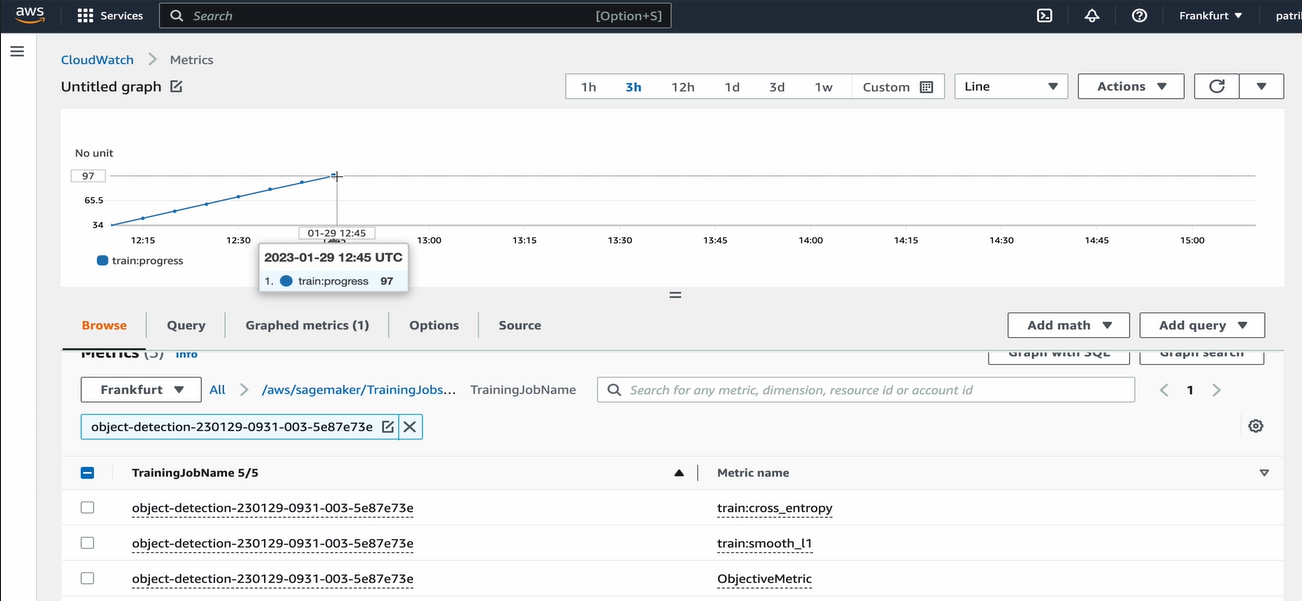 aws Services Search [Option+S] Frankfurt patri
CloudWatch Metrics
Untitled graph 1h 3h 12h 1d 3d 1w Custom Line Actions
No unit
97
65.5
34
01-29 12:45
12:15 12:30 12:45 13:00 13:15 13:30 13:45 14:00 14:15 14:30 14:45 15:00
train:progress
2023-01-29 12:45 UTC
1. train:progress 97
Browse Query Graphed metrics (1) Options Source Add math Add query
Metrics (5) Info Graph with SQL Graph search
Frankfurt All /aws/sagemaker/TrainingJobs... TrainingJobName Search for any metric, dimension, resource id or account id 1
object-detection-230129-0931-003-5e87e73e
TrainingJobName 5/5 Metric name
object-detection-230129-0931-003-5e87e73e train:cross_entropy
object-detection-230129-0931-003-5e87e73e train:smooth_l1
object-detection-230129-0931-003-5e87e73e ObjectiveMetric